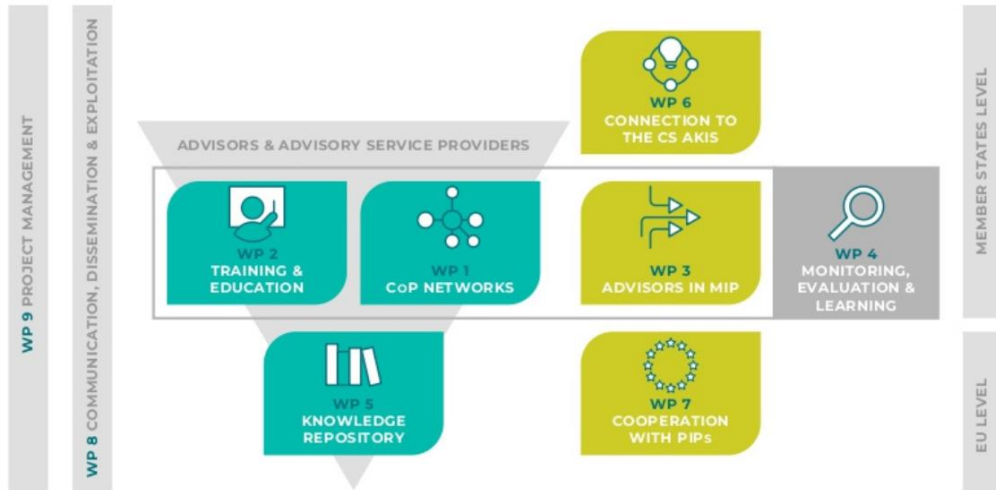 WP 9 PROJECT MANAGEMENT
WP 8 COMMUNICATION, DISSEMINATION & EXPLOITATION
ADVISORS & ADVISORY SERVICE PROVIDERS
WP 2
TRAINING &
EDUCATION
WP 1
CoP NETWORKS
WP 5
KNOWLEDGE
REPOSITORY
WP 6
CONNECTION TO
THE CS AKIS
WP 3
ADVISORS IN MIP
WP 4
MONITORING,
EVALUATION &
LEARNING
WP 7
COOPERATION
WITH PIPs
MEMBER STATES LEVEL
EU LEVEL